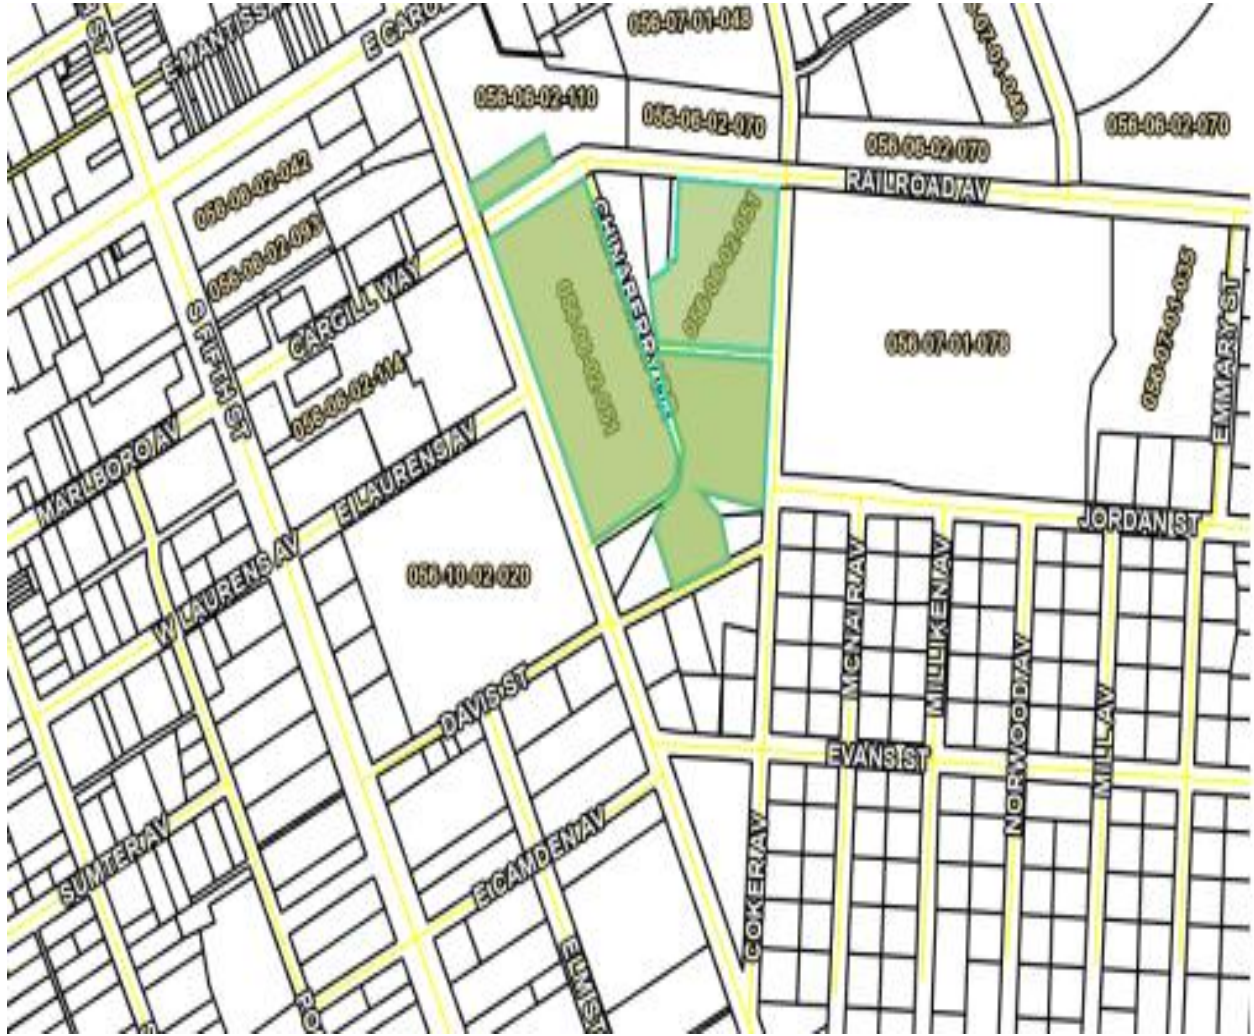 E CARO
056-07-01-048
E MANTISS
056-06-02-110
056-06-02-070
056-06-02-070
056-06-02-070
056-06-02-042
RAILROAD AV
056-06-02-093
CARGILL WAY
S FIFTH ST
056-07-01-078
056-07-01-035
EMMARY ST
056-06-02-114
MARLBORO AV
E LAURENS AV
W LAURENS AV
JORDAN ST
056-10-02-020
MCNAIR AV
MILLIKEN AV
NORWOOD AV
MILL AV
DAVIS ST
EVANS ST
SUMTER AV
E CAMDEN AV
COKER AV
ELM ST
RO